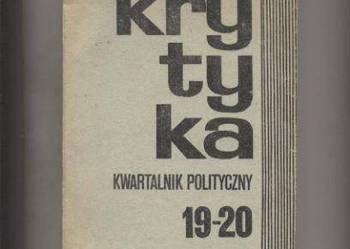 kry
ty
ka
KWARTALNIK POLITYCZNY
19-20